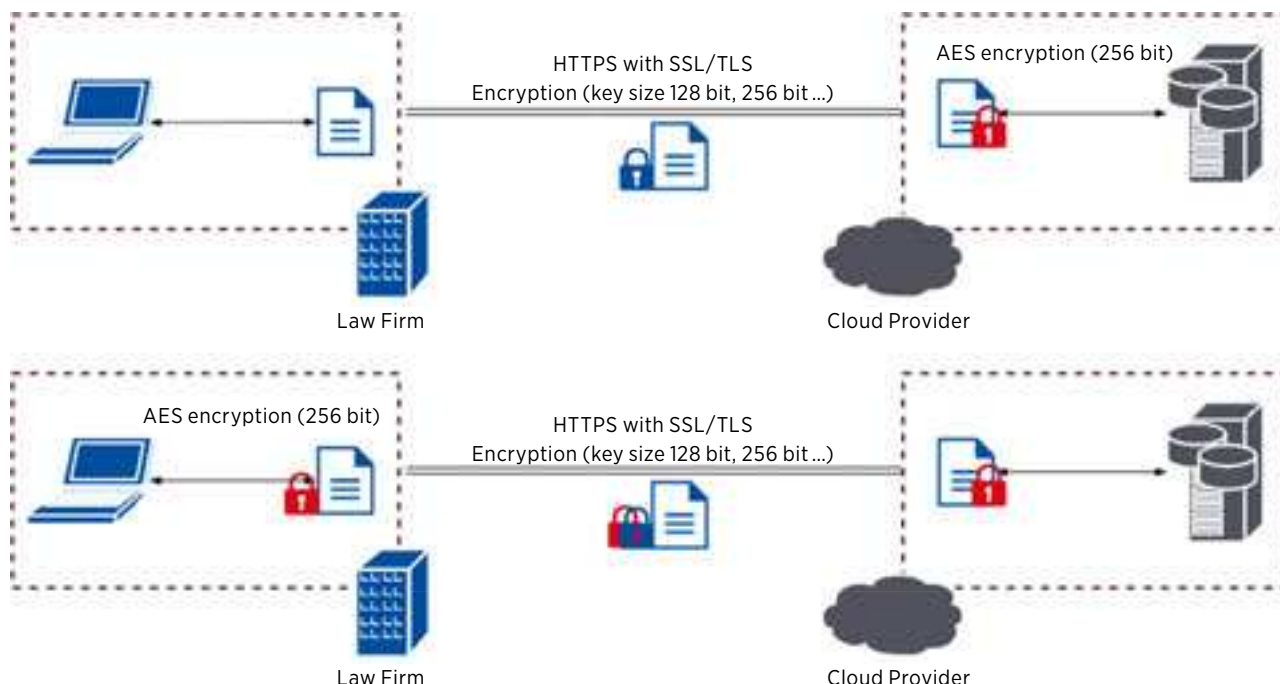 HTTPS with SSL/TLS
Encryption (key size 128 bit, 256 bit ...)
AES encryption (256 bit)
Law Firm
Cloud Provider
AES encryption (256 bit)
HTTPS with SSL/TLS
Encryption (key size 128 bit, 256 bit ...)
Law Firm
Cloud Provider